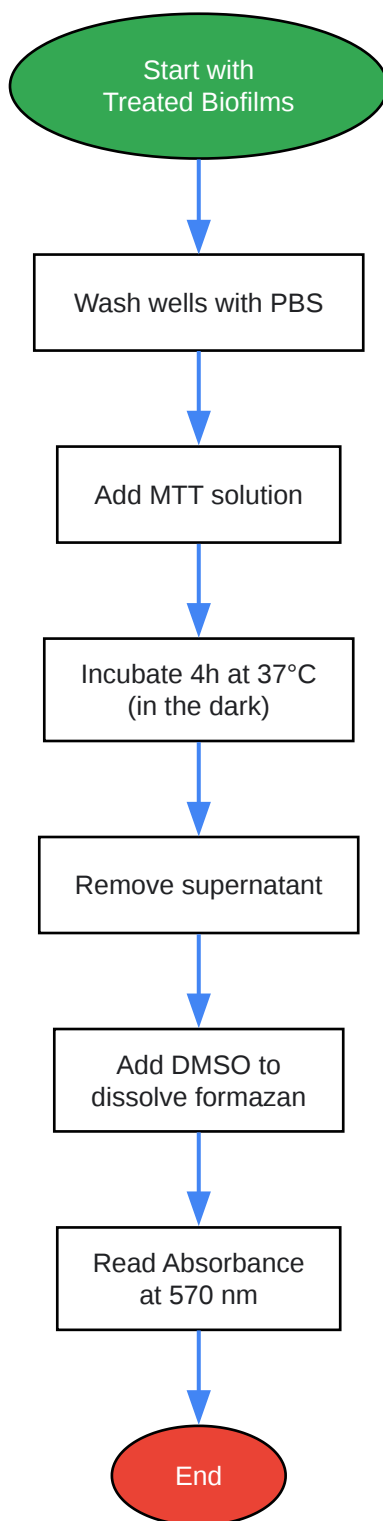 Start with
Treated Biofilms
Wash wells with PBS
Add MTT solution
Incubate 4h at 37°C
(in the dark)
Remove supernatant
Add DMSO to
dissolve formazan
Read Absorbance
at 570 nm
End